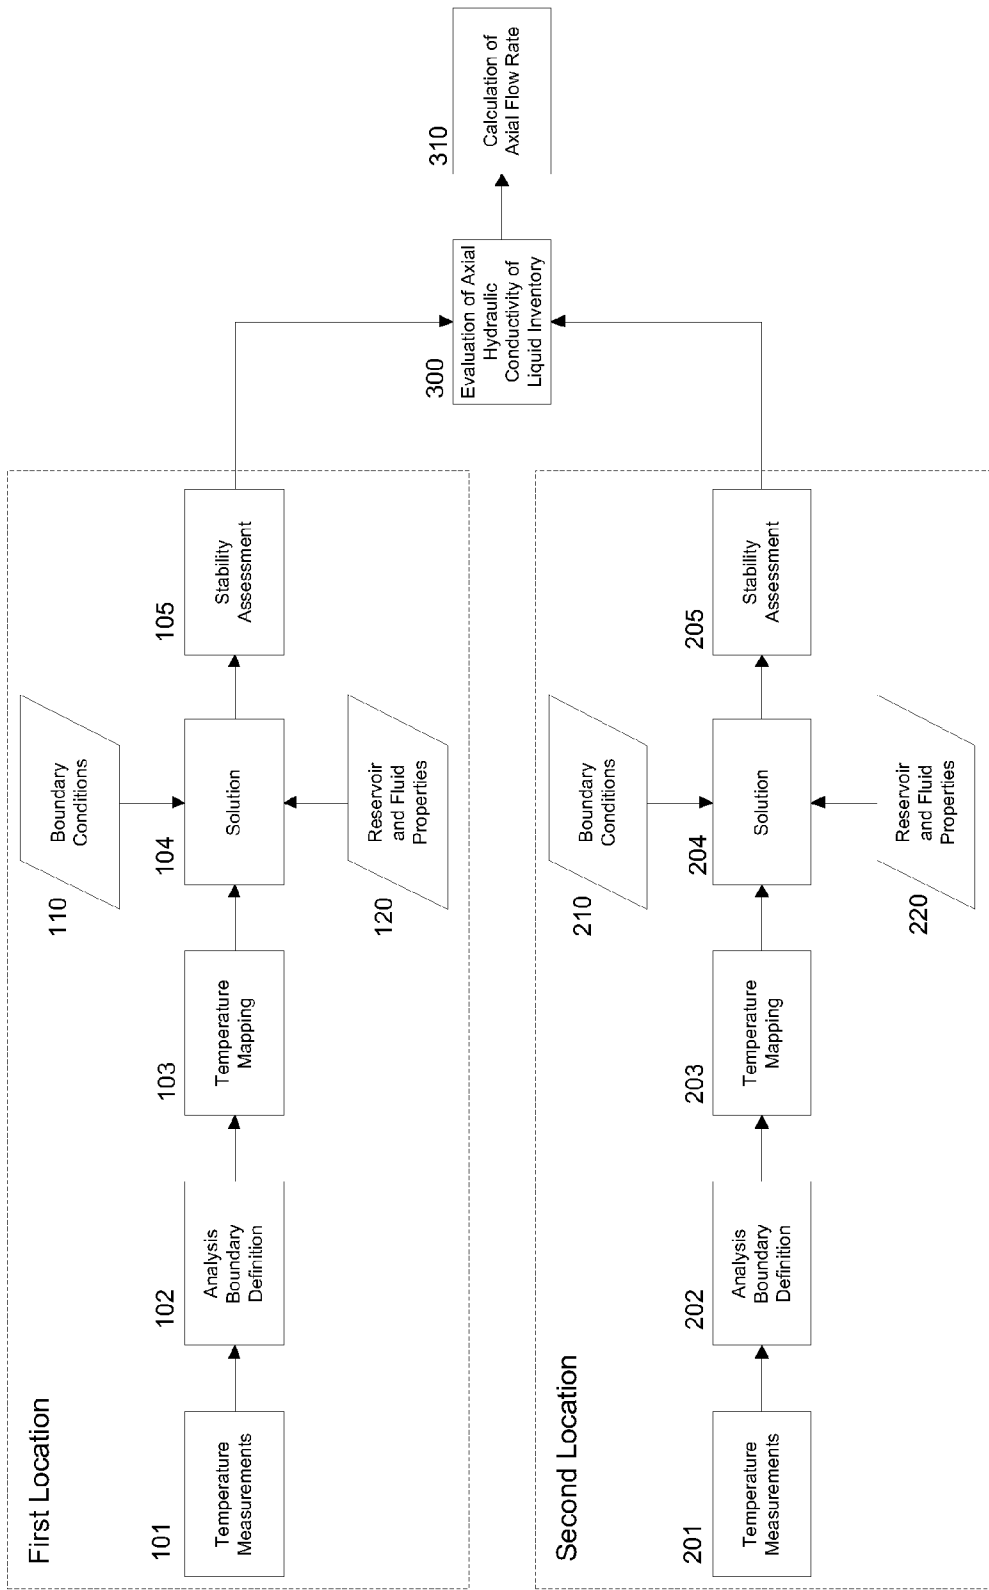 First Location
101
Temperature
Measurements
102
Analysis
Boundary
Definition
103
Temperature
Mapping
110
Boundary
Conditions
104
Solution
120
Reservoir
and Fluid
Properties
105
Stability
Assessment
Second Location
201
Temperature
Measurements
202
Analysis
Boundary
Definition
203
Temperature
Mapping
210
Boundary
Conditions
204
Solution
220
Reservoir
and Fluid
Properties
205
Stability
Assessment
300
Evaluation of Axial
Hydraulic
Conductivity of
Liquid Inventory
310
Calculation of
Axial Flow Rate